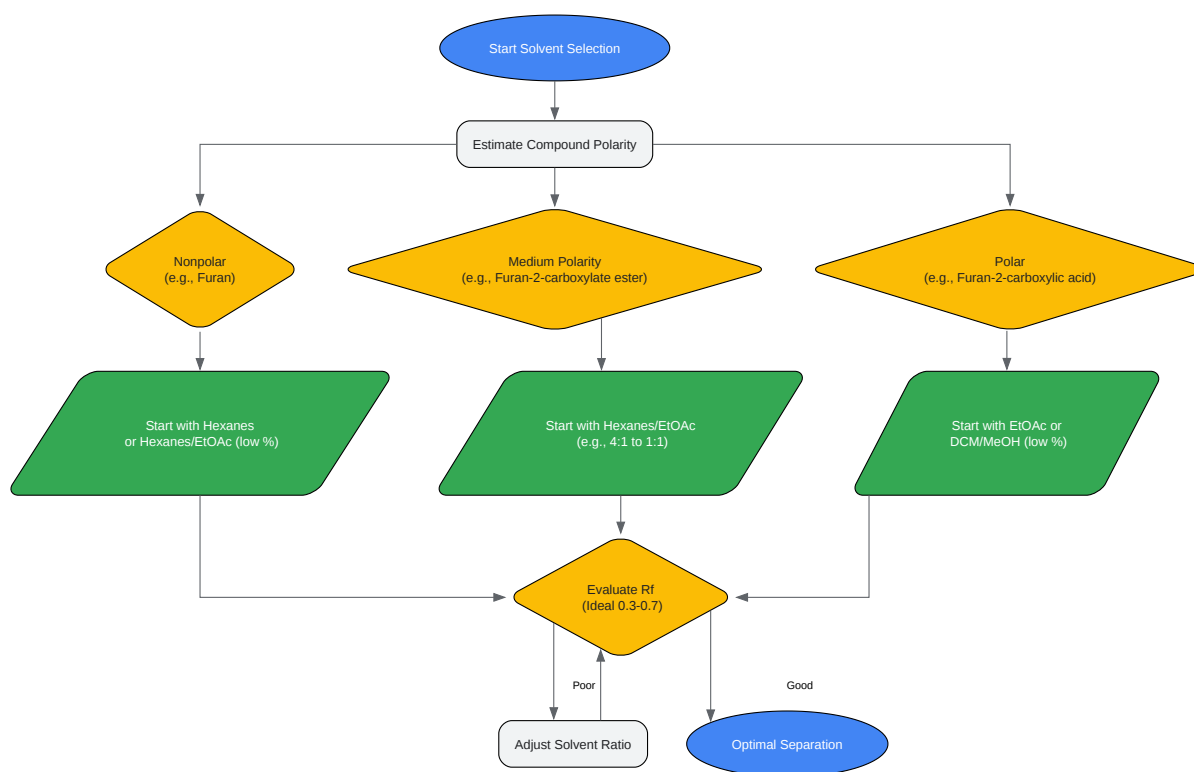 Start Solvent Selection
Estimate Compound Polarity
Nonpolar
(e.g., Furan)
Medium Polarity
(e.g., Furan-2-carboxylate ester)
Polar
(e.g., Furan-2-carboxylic acid)
Start with Hexanes
or Hexanes/EtOAc (low %)
Start with Hexanes/EtOAc
(e.g., 4:1 to 1:1)
Start with EtOAc or
DCM/MeOH (low %)
Evaluate Rf
(Ideal 0.3-0.7)
Poor
Good
Adjust Solvent Ratio
Optimal Separation